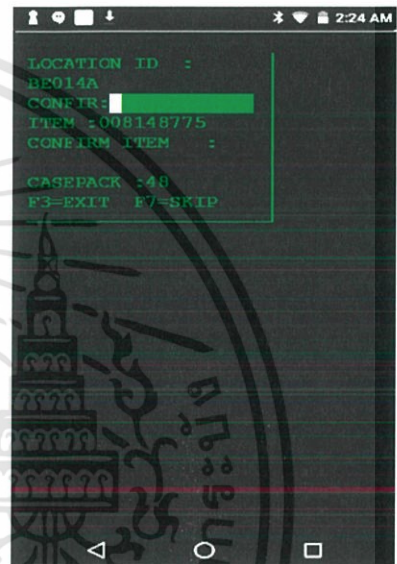 2:24 AM
LOCATION ID :
BE014A
CONFIR:
ITEM :008148775
CONFIRM ITEM :
CASEPACK :48
F3=EXIT F7=SKIP